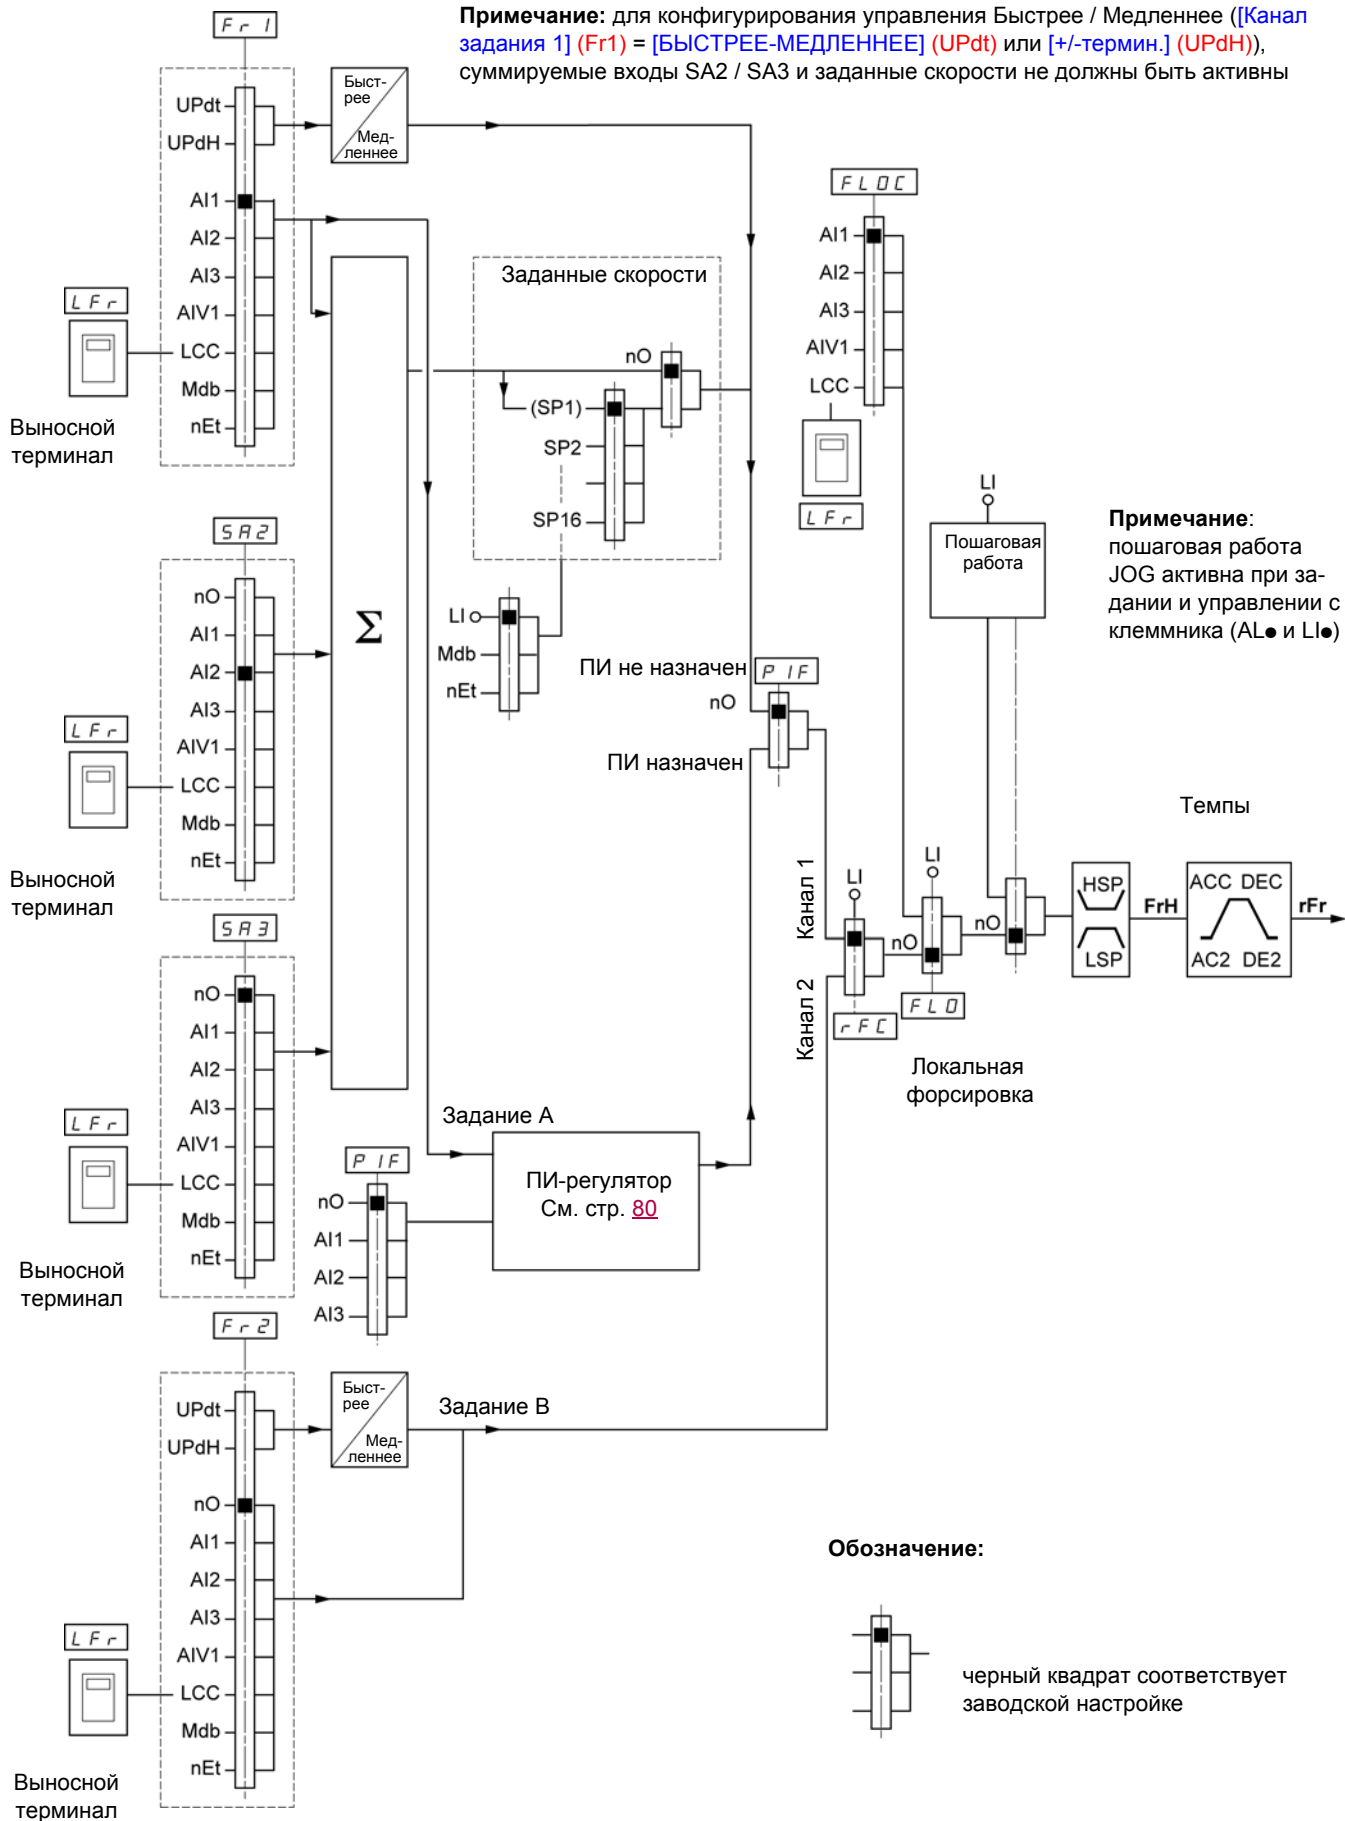 Примечание: для конфигурирования управления Быстрее / Медленнее ([Канал
задания 1] (Fr1) = [БЫСТРЕЕ-МЕДЛЕННЕЕ] (UPdt) или [+/-термин.] (UPdH)),
суммируемые входы SA2 / SA3 и заданные скорости не должны быть активны
Fr1
UPdt
UPdH
AI1
AI2
AI3
AIV1
LCC
Mdb
nEt
LFr
Выносной
терминал
Быст-
рее
Мед-
леннее
SA2
nO
AI1
AI2
AI3
AIV1
LCC
Mdb
nEt
LFr
Выносной
терминал
SA3
nO
AI1
AI2
AI3
AIV1
LCC
Mdb
nEt
LFr
Выносной
терминал
Σ
Заданные скорости
nO
(SP1)
SP2
SP16
LI
Mdb
nEt
ПИ не назначен
PIF
nO
ПИ назначен
FLOC
AI1
AI2
AI3
AIV1
LCC
LFr
LI
Пошаговая
работа
Примечание:
пошаговая работа
JOG активна при за-
дании и управлении с
клеммника (AL● и LI●)
Канал 1
Канал 2
LI
rFC
nO
LI
FLO
Локальная
форсировка
nO
HSP
LSP
FrH
Темпы
ACC DEC
AC2 DE2
rFr
Задание A
PIF
nO
AI1
AI2
AI3
ПИ-регулятор
См. стр. 80
Fr2
UPdt
UPdH
nO
AI1
AI2
AI3
AIV1
LCC
Mdb
nEt
LFr
Выносной
терминал
Быст-
рее
Мед-
леннее
Задание B
Обозначение:
черный квадрат соответствует
заводской настройке